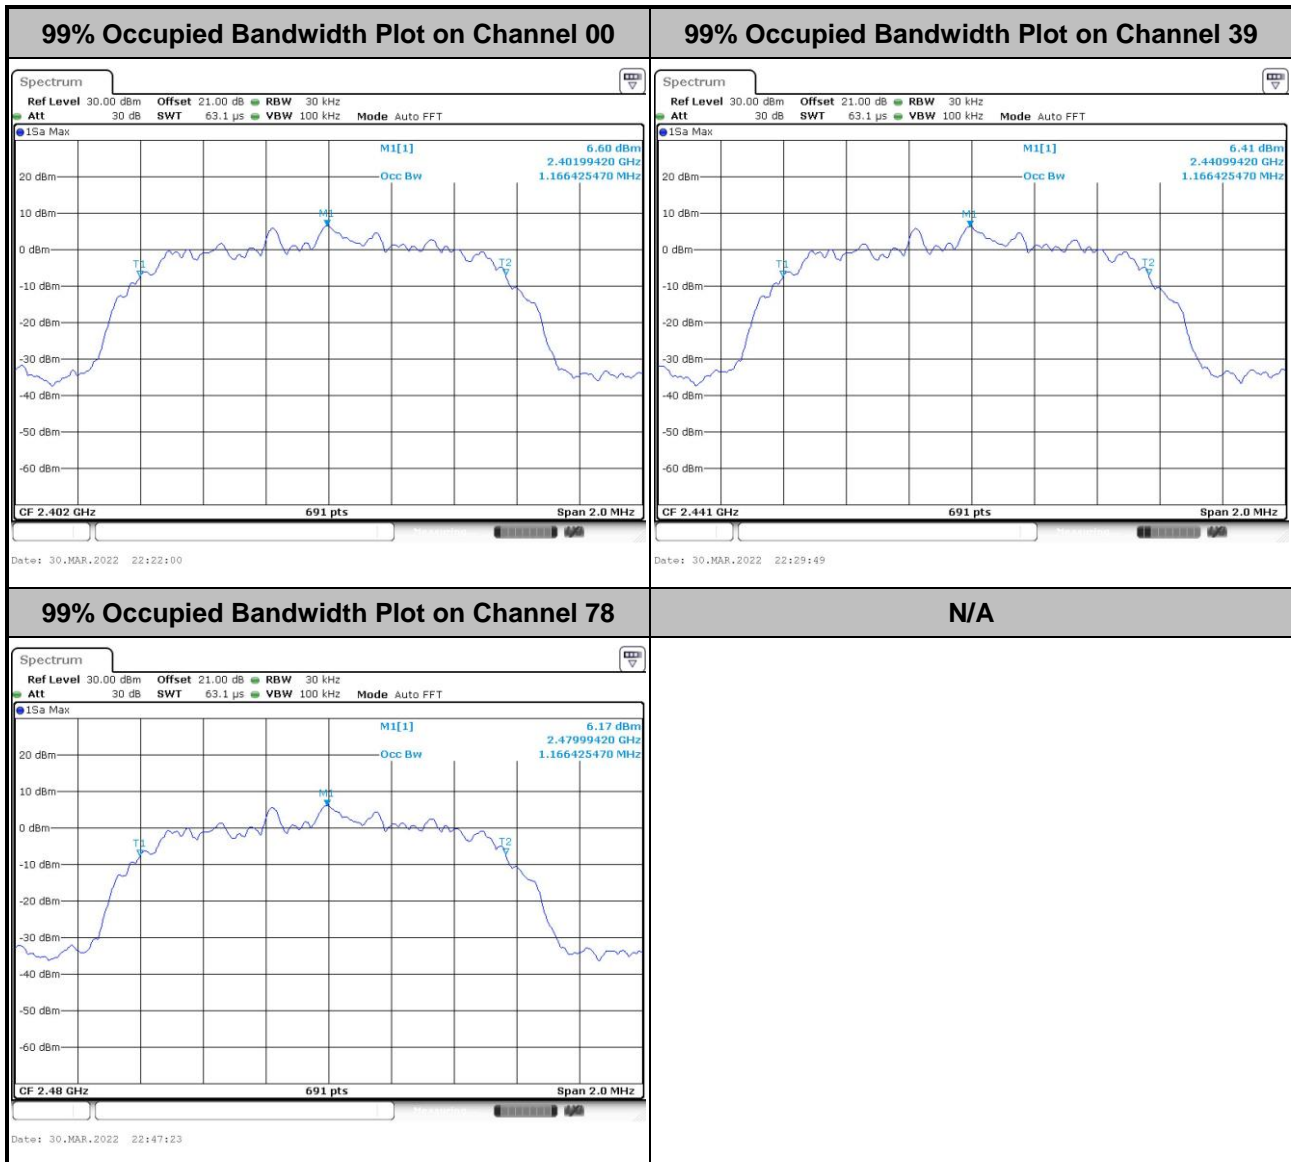 99% Occupied Bandwidth Plot on Channel 00
Spectrum
Ref Level 30.00 dBm Offset 21.00 dB RBW 30 kHz
Att 30 dB SWT 63.1 µs VBW 100 kHz Mode Auto FFT
1Sa Max
M1[1] 6.60 dBm
2.40199420 GHz
Occ Bw 1.166425470 MHz
20 dBm
10 dBm
M1
0 dBm
T1
T2
-10 dBm
-20 dBm
-30 dBm
-40 dBm
-50 dBm
-60 dBm
CF 2.402 GHz 691 pts Span 2.0 MHz
Date: 30.MAR.2022 22:22:00
99% Occupied Bandwidth Plot on Channel 39
Spectrum
Ref Level 30.00 dBm Offset 21.00 dB RBW 30 kHz
Att 30 dB SWT 63.1 µs VBW 100 kHz Mode Auto FFT
1Sa Max
M1[1] 6.41 dBm
2.44099420 GHz
Occ Bw 1.166425470 MHz
20 dBm
10 dBm
M1
0 dBm
T1
T2
-10 dBm
-20 dBm
-30 dBm
-40 dBm
-50 dBm
-60 dBm
CF 2.441 GHz 691 pts Span 2.0 MHz
Date: 30.MAR.2022 22:29:49
99% Occupied Bandwidth Plot on Channel 78
Spectrum
Ref Level 30.00 dBm Offset 21.00 dB RBW 30 kHz
Att 30 dB SWT 63.1 µs VBW 100 kHz Mode Auto FFT
1Sa Max
M1[1] 6.17 dBm
2.47999420 GHz
Occ Bw 1.166425470 MHz
20 dBm
10 dBm
M1
0 dBm
T1
T2
-10 dBm
-20 dBm
-30 dBm
-40 dBm
-50 dBm
-60 dBm
CF 2.48 GHz 691 pts Span 2.0 MHz
Date: 30.MAR.2022 22:47:23
N/A